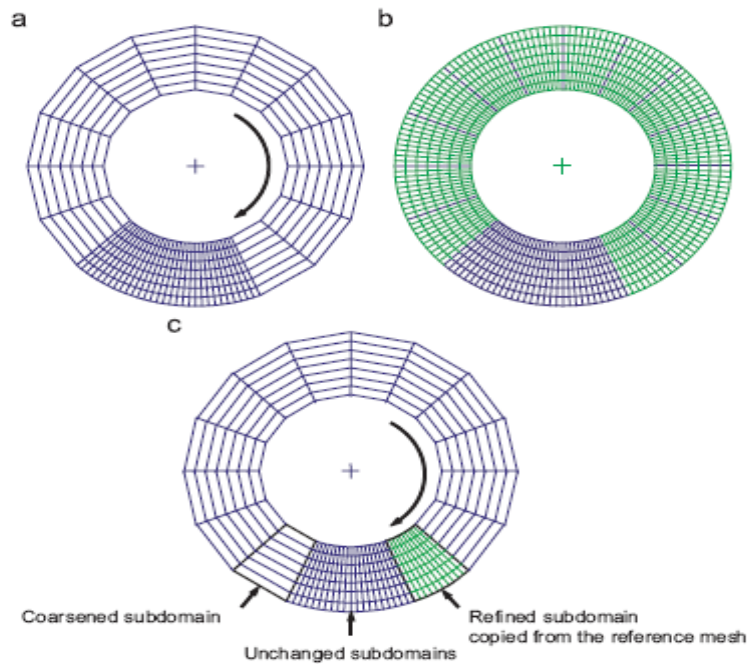 a
b
c
Coarsened subdomain
Unchanged subdomains
Refined subdomain
copied from the reference mesh